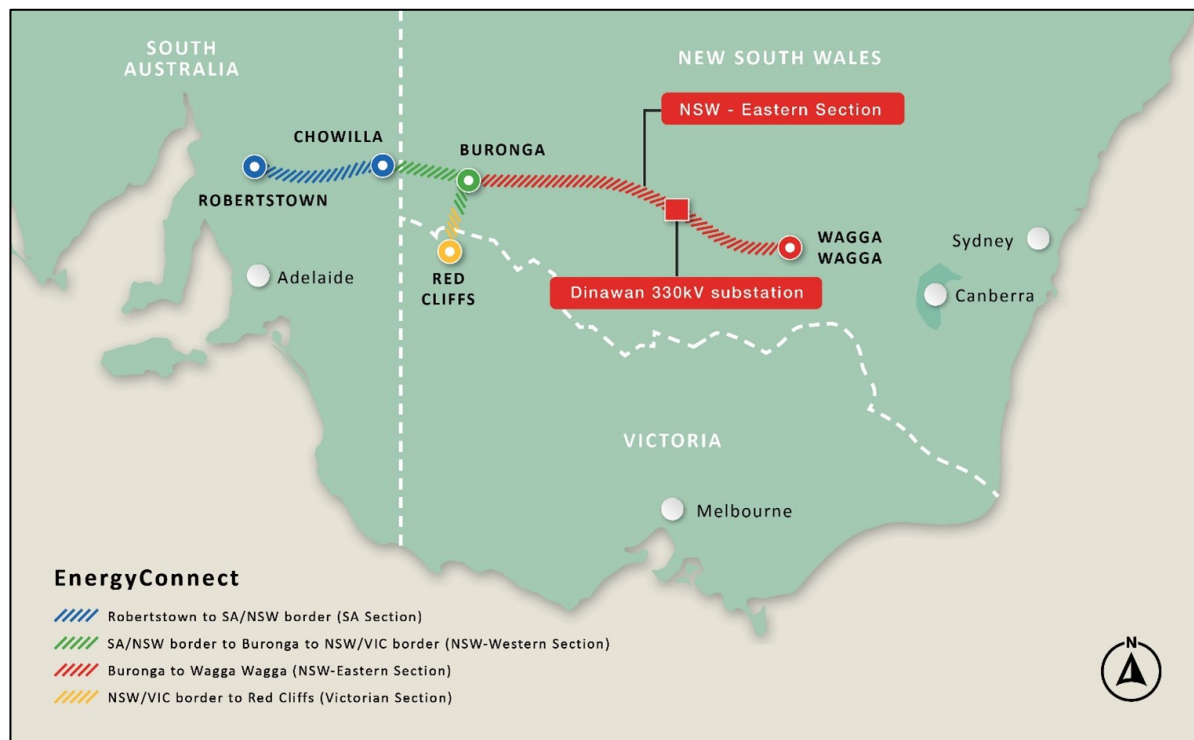 SOUTH
AUSTRALIA
NEW SOUTH WALES
NSW - Eastern Section
CHOWILLA
BURONGA
ROBERTSTOWN
WAGGA
WAGGA
Sydney
Adelaide
RED
CLIFFS
Dinawan 330kV substation
Canberra
VICTORIA
Melbourne
EnergyConnect
Robertstown to SA/NSW border (SA Section)
SA/NSW border to Buronga to NSW/VIC border (NSW-Western Section)
Buronga to Wagga Wagga (NSW-Eastern Section)
NSW/VIC border to Red Cliffs (Victorian Section)
N